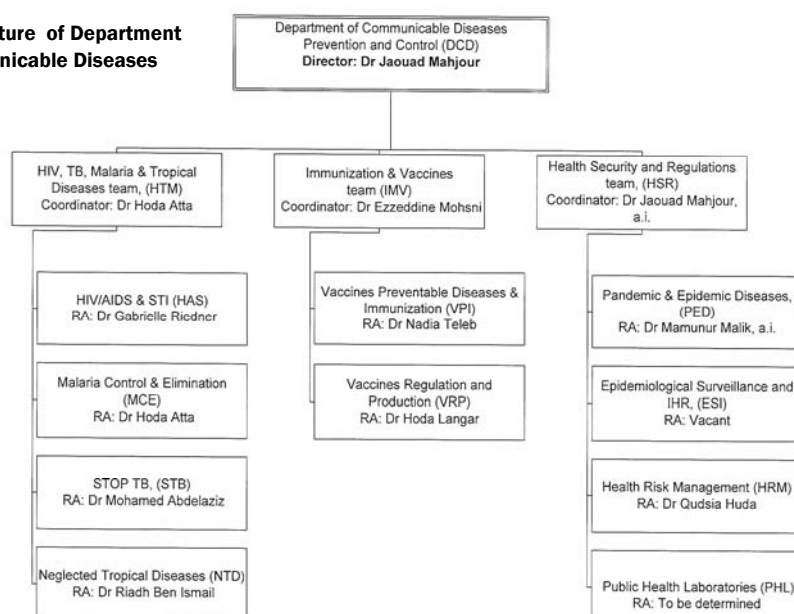 ture of Department
nicable Diseases
Department of Communicable Diseases
Prevention and Control (DCD)
Director: Dr Jaouad Mahjour
HIV, TB, Malaria & Tropical
Diseases team, (HTM)
Coordinator: Dr Hoda Atta
HIV/AIDS & STI (HAS)
RA: Dr Gabrielle Riedner
Malaria Control & Elimination
(MCE)
RA: Dr Hoda Atta
STOP TB, (STB)
RA: Dr Mohamed Abdelaziz
Neglected Tropical Diseases (NTD)
RA: Dr Riadh Ben Ismail
Immunization & Vaccines
team (IMV)
Coordinator: Dr Ezzeddine Mohsni
Vaccines Preventable Diseases &
Immunization (VPI)
RA: Dr Nadia Teleb
Vaccines Regulation and
Production (VRP)
RA: Dr Hoda Langar
Health Security and Regulations
team, (HSR)
Coordinator: Dr Jaouad Mahjour,
a.i.
Pandemic & Epidemic Diseases,
(PED)
RA: Dr Mamunur Malik, a.i.
Epidemiological Surveillance and
IHR, (ESI)
RA: Vacant
Health Risk Management (HRM)
RA: Dr Qudsia Huda
Public Health Laboratories (PHL)
RA: To be determined